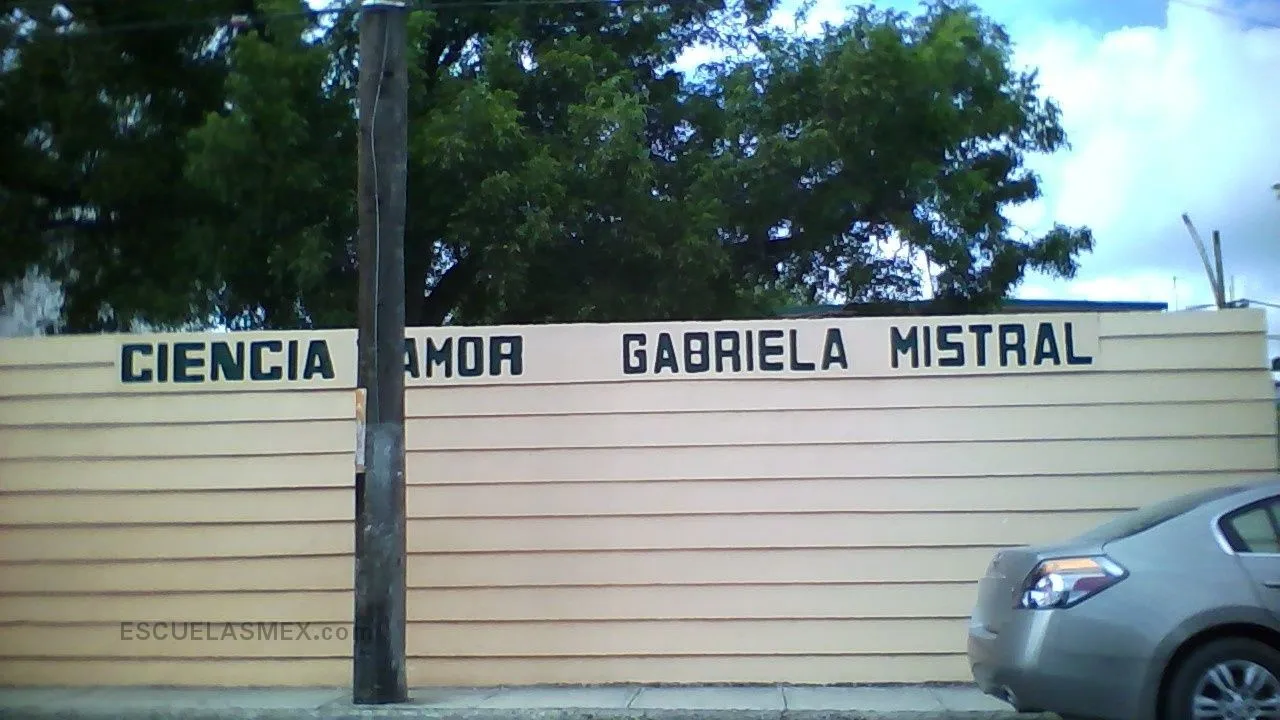 CIENCIA AMOR GABRIELA MISTRAL
ESCUELASMEX.com